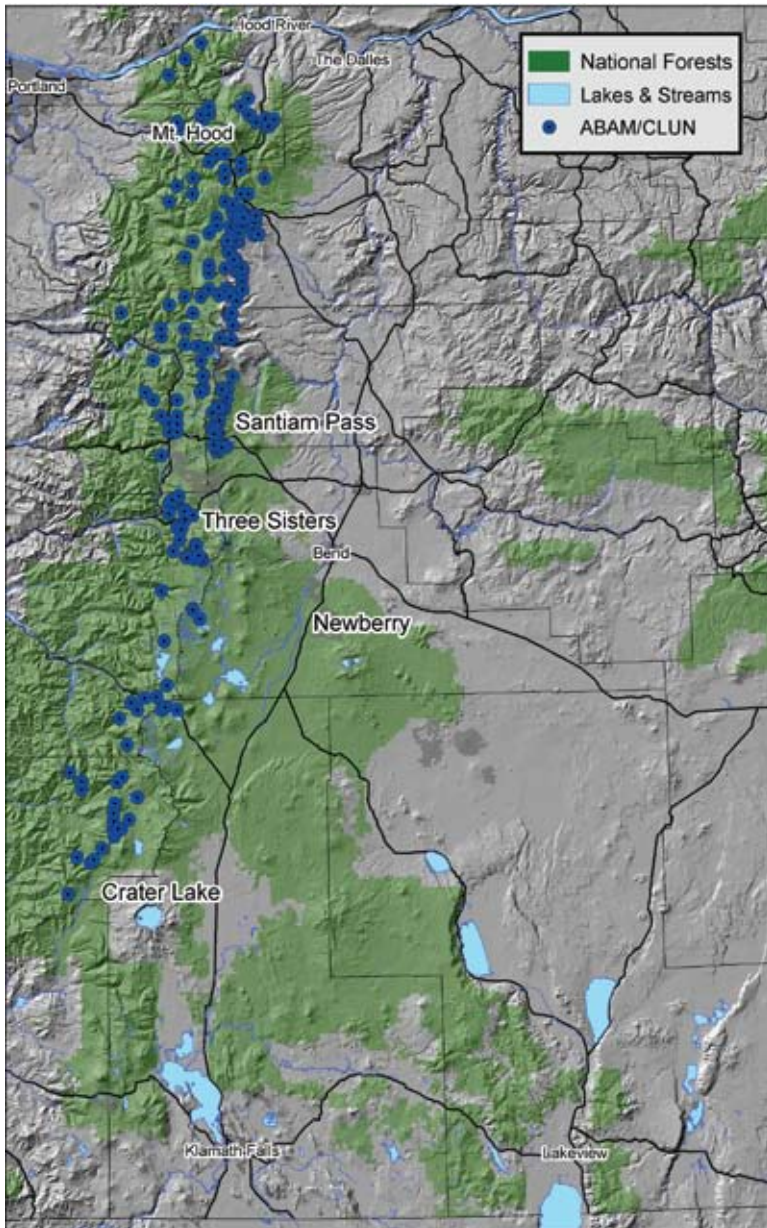 Hood River
The Dalles
Portland
National Forests
Lakes & Streams
ABAM/CLUN
Mt. Hood
Santiam Pass
Three Sisters
Bend
Newberry
Crater Lake
Klamath Falls
Lakeview